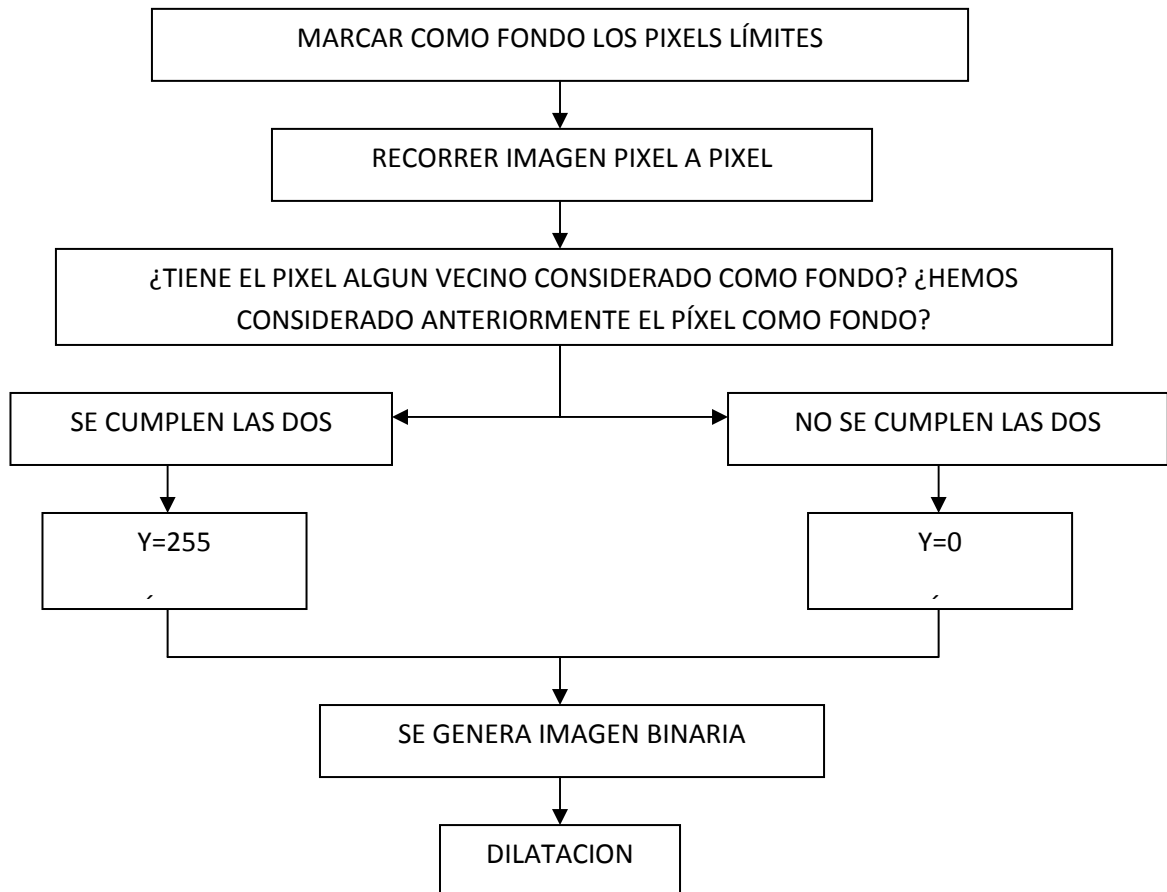 MARCAR COMO FONDO LOS PIXELS LÍMITES
RECORRER IMAGEN PIXEL A PIXEL
¿TIENE EL PIXEL ALGUN VECINO CONSIDERADO COMO FONDO? ¿HEMOS
CONSIDERADO ANTERIORMENTE EL PÍXEL COMO FONDO?
SE CUMPLEN LAS DOS
NO SE CUMPLEN LAS DOS
Y=255
Y=0
SE GENERA IMAGEN BINARIA
DILATACION